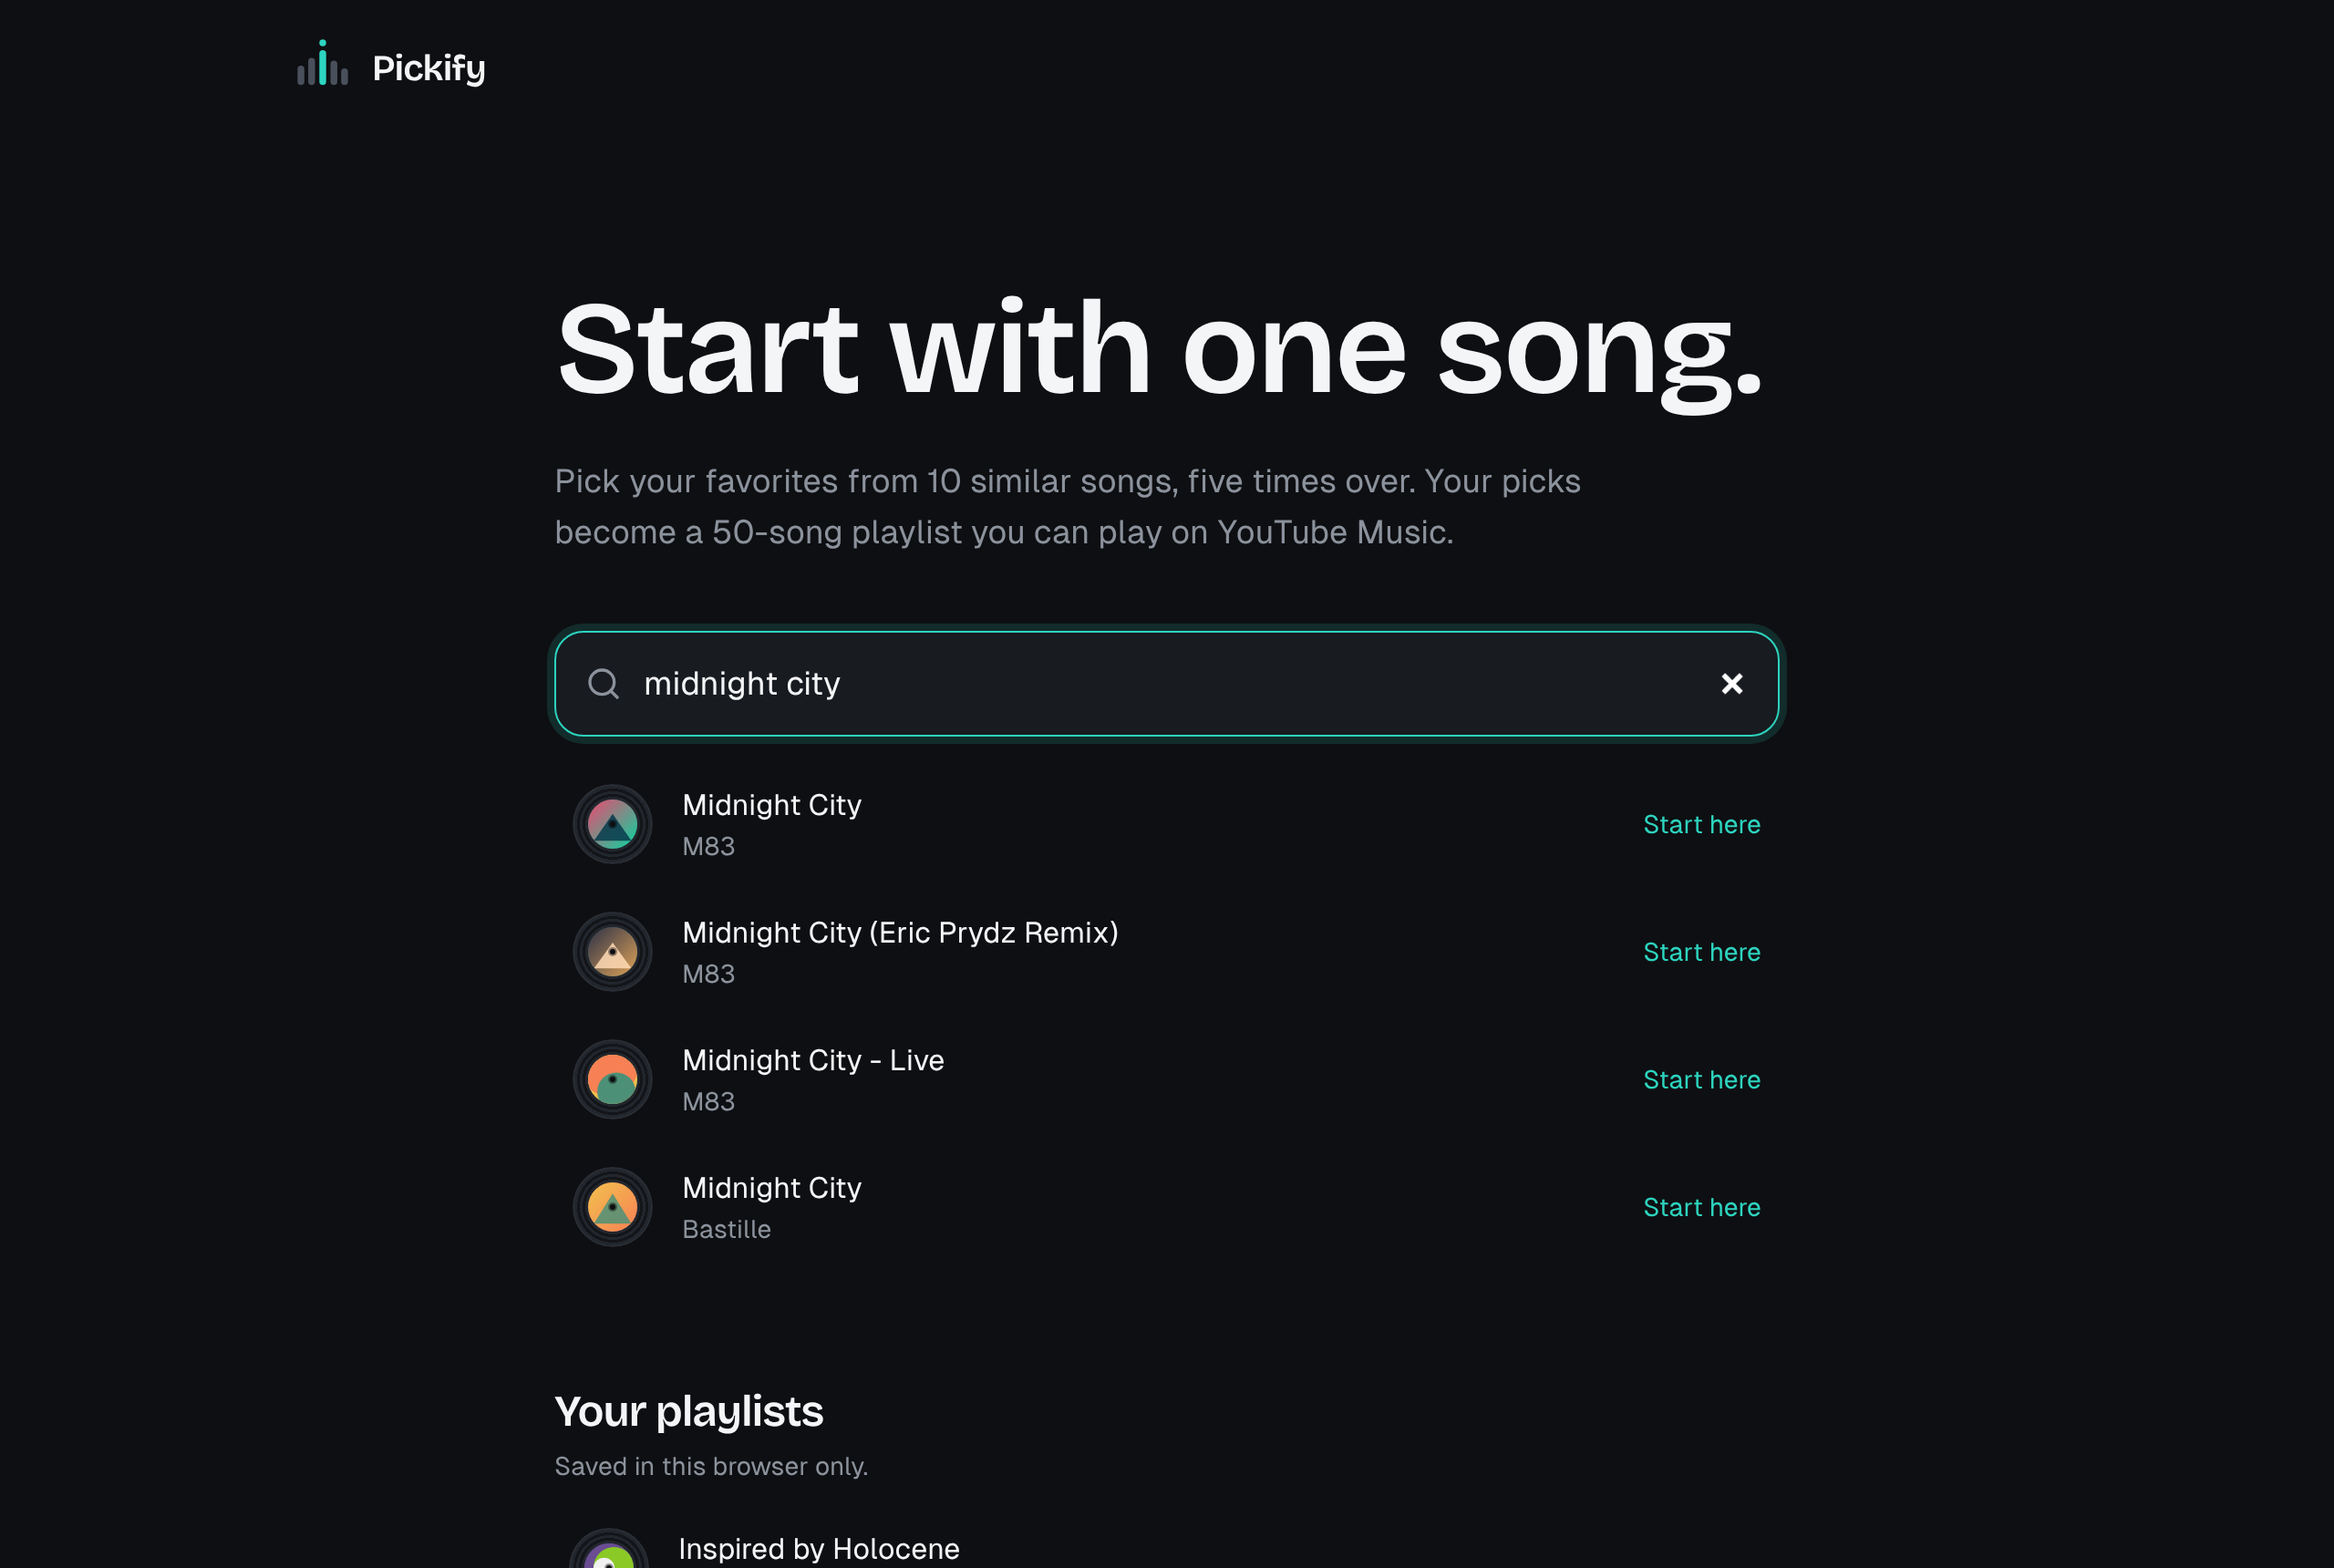 Pickify
Start with one song.
Pick your favorites from 10 similar songs, five times over. Your picks
become a 50-song playlist you can play on YouTube Music.
midnight city
Midnight City
M83
Start here
Midnight City (Eric Prydz Remix)
M83
Start here
Midnight City - Live
M83
Start here
Midnight City
Bastille
Start here
Your playlists
Saved in this browser only.
Inspired by Holocene